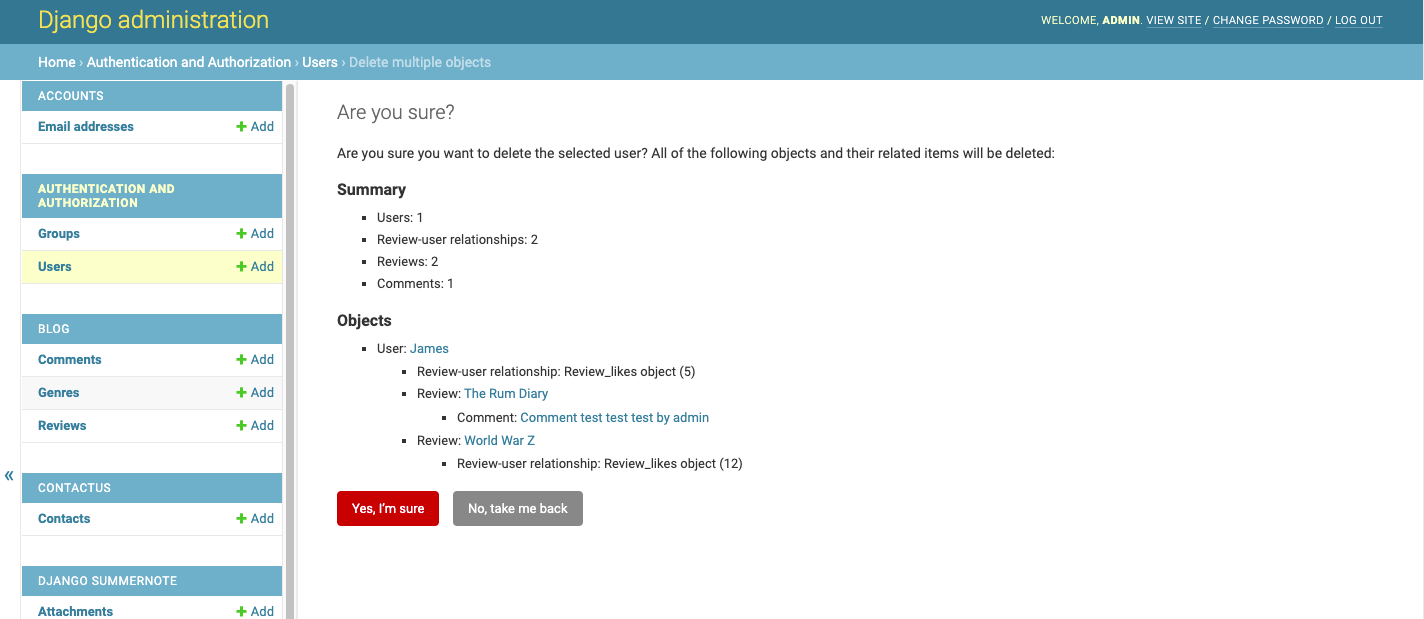 Django administration
WELCOME, ADMIN. VIEW SITE / CHANGE PASSWORD / LOG OUT
Home › Authentication and Authorization › Users › Delete multiple objects
ACCOUNTS
Email addresses + Add
AUTHENTICATION AND
AUTHORIZATION
Groups + Add
Users + Add
BLOG
Comments + Add
Genres + Add
Reviews + Add
«
CONTACTUS
Contacts + Add
DJANGO SUMMERNOTE
Attachments + Add
Are you sure?
Are you sure you want to delete the selected user? All of the following objects and their related items will be deleted:
Summary
Users: 1
Review-user relationships: 2
Reviews: 2
Comments: 1
Objects
User: James
Review-user relationship: Review_likes object (5)
Review: The Rum Diary
Comment: Comment test test test by admin
Review: World War Z
Review-user relationship: Review_likes object (12)
Yes, I'm sure
No, take me back